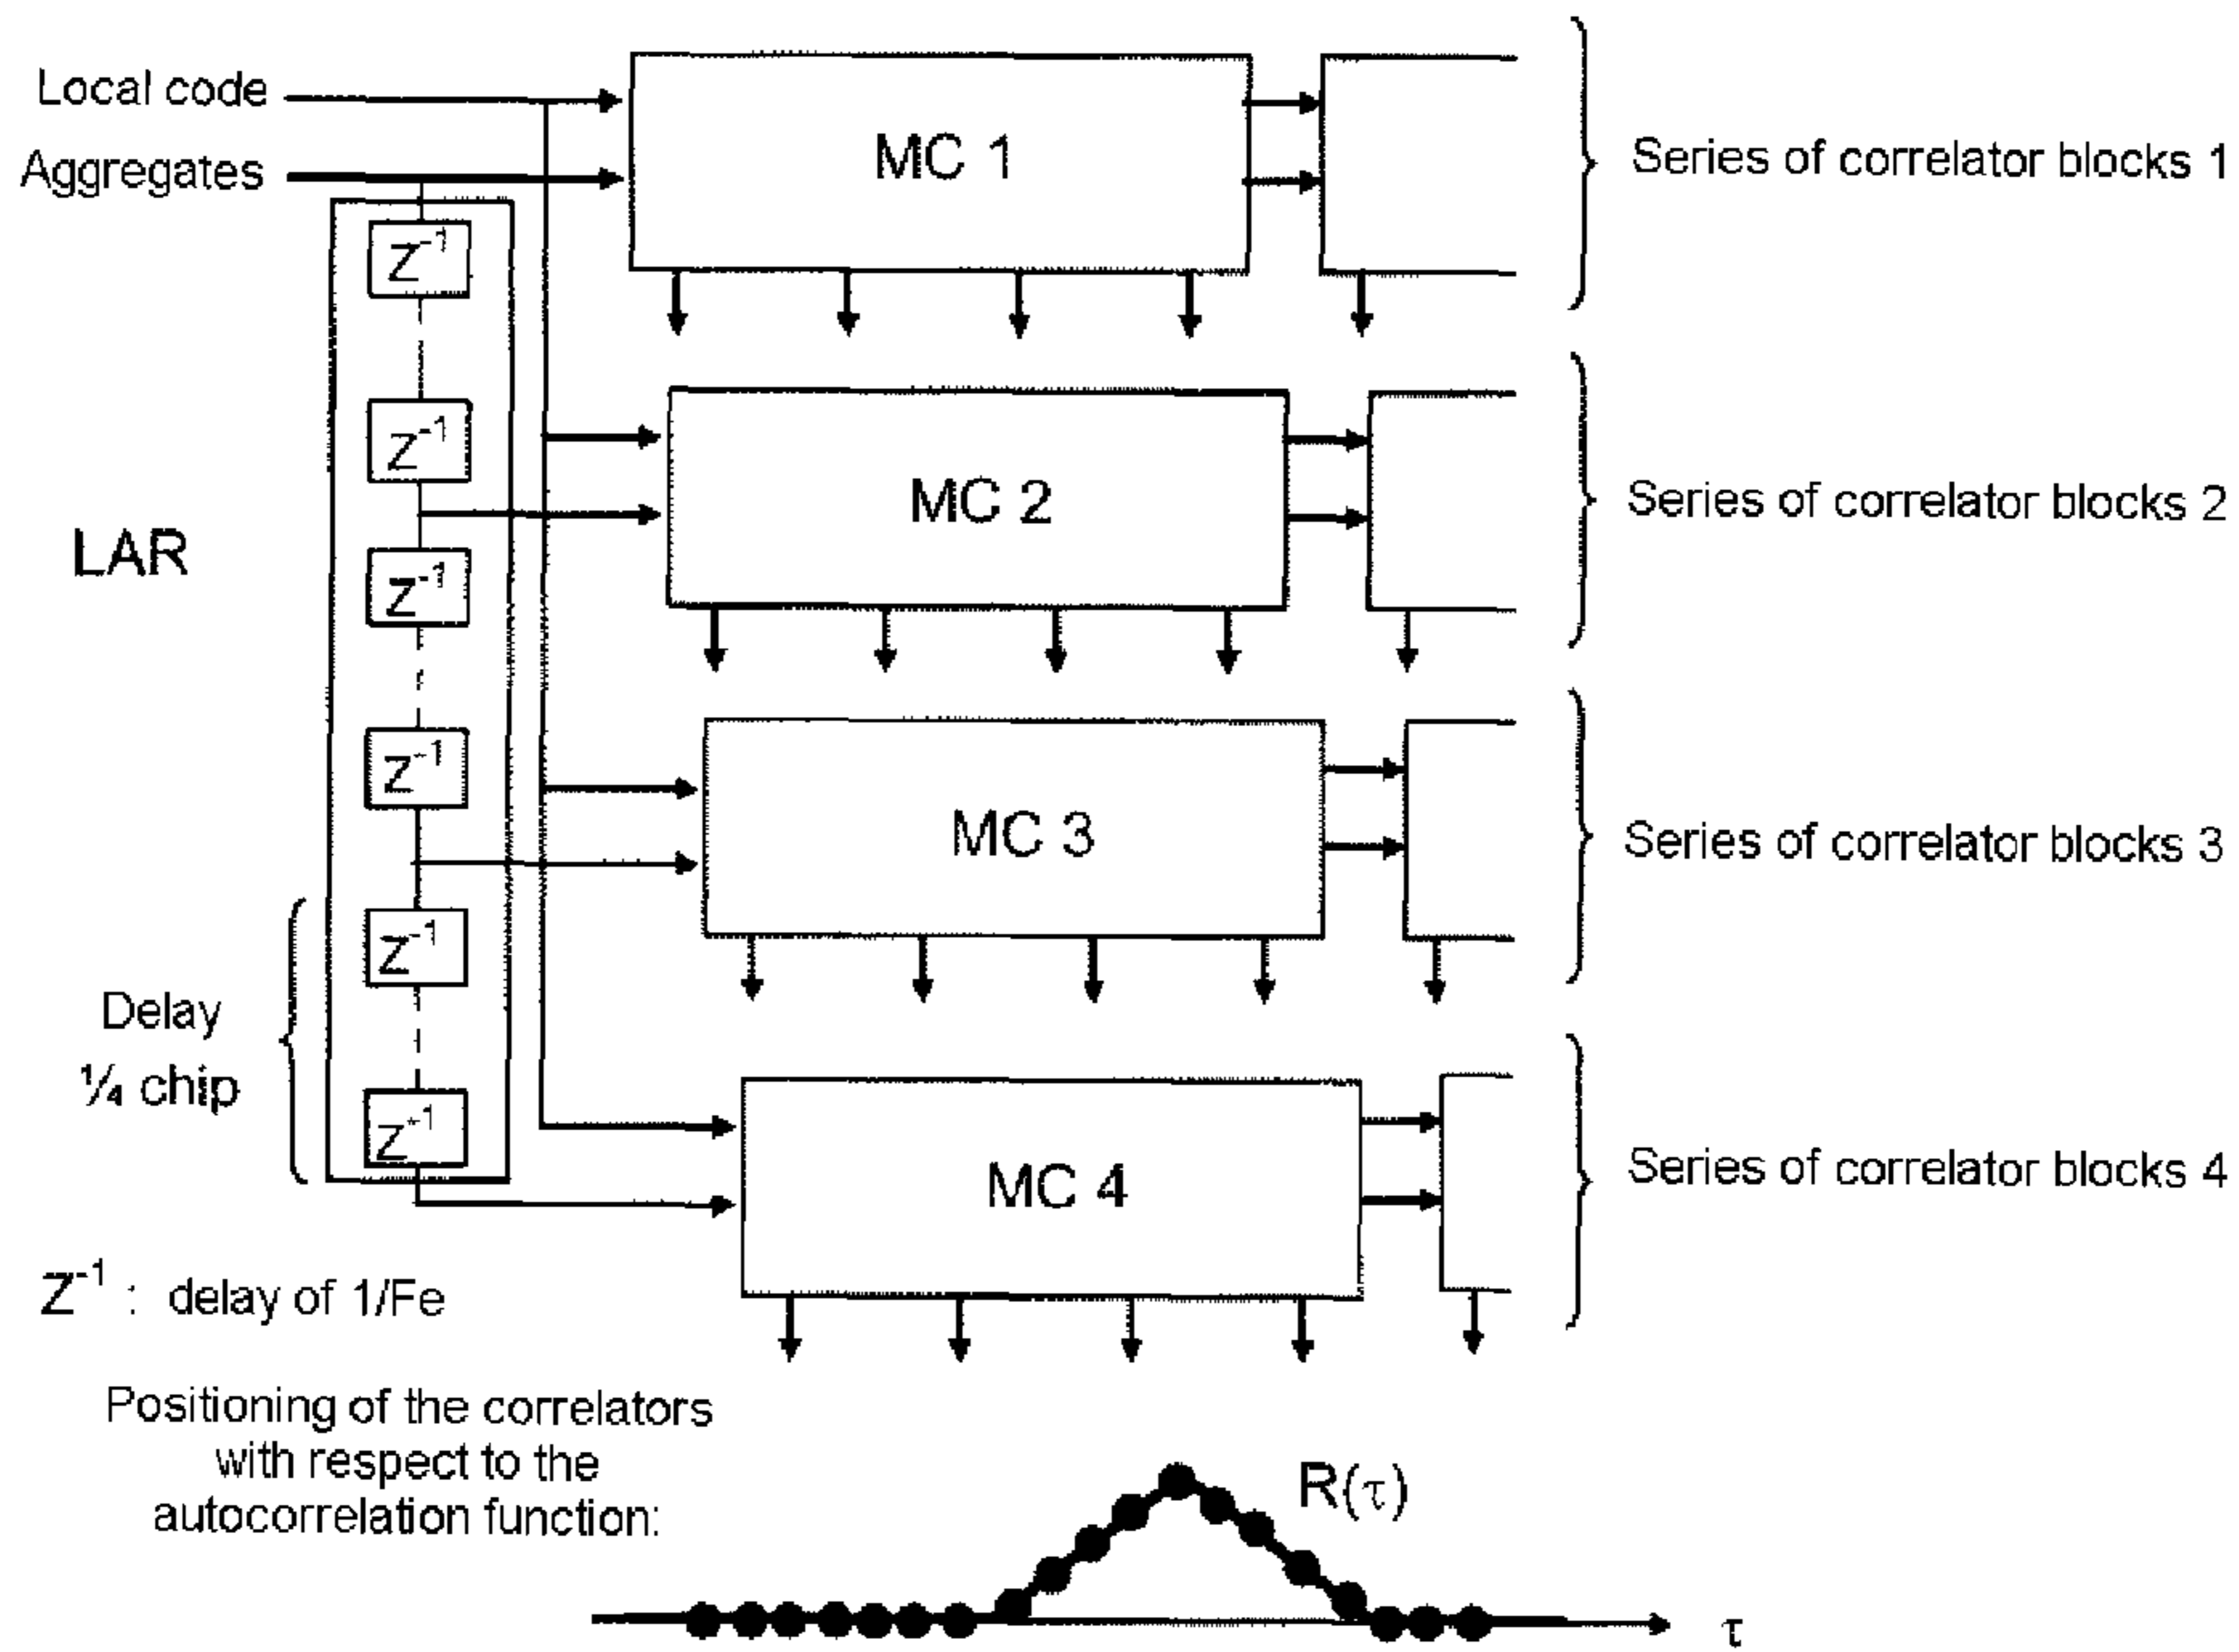 Local code
Aggregates
MC 1
Series of correlator blocks 1
Z⁻¹
Z⁻¹
MC 2
Series of correlator blocks 2
LAR
Z⁻¹
Z⁻¹
MC 3
Series of correlator blocks 3
Z⁻¹
Delay
¼ chip
Z⁻¹
MC 4
Series of correlator blocks 4
Z⁻¹ : delay of 1/Fe
Positioning of the correlators
with respect to the
autocorrelation function:
R(τ)
τ